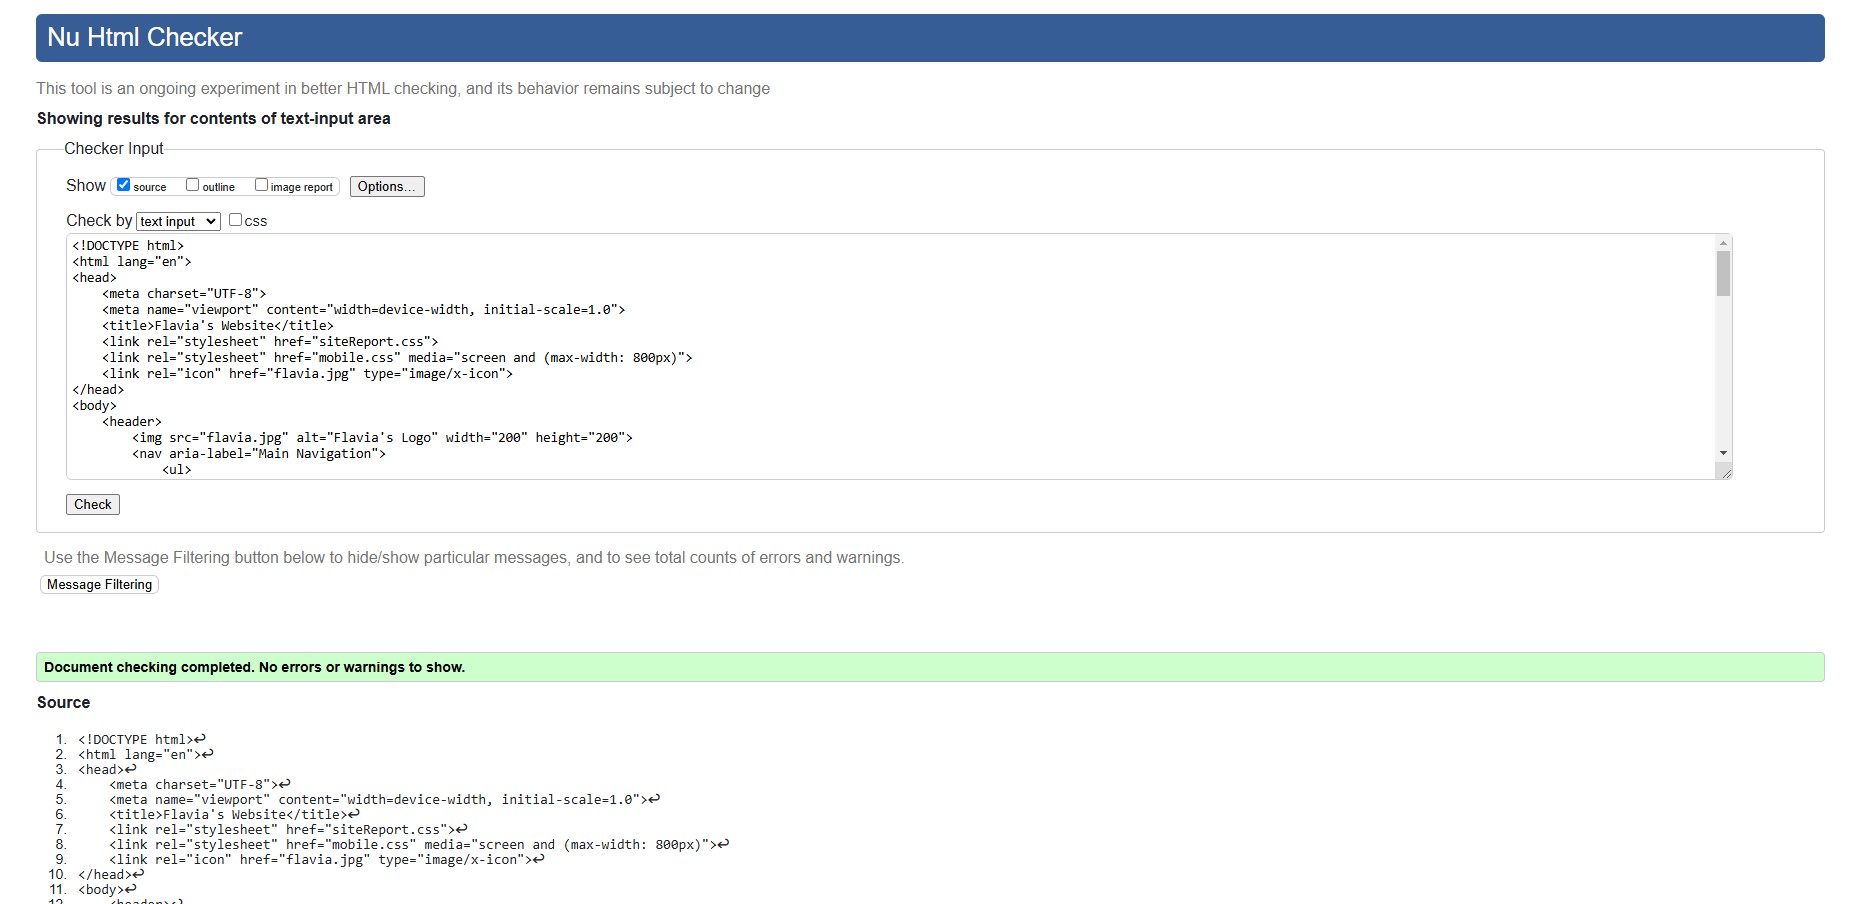 Nu Html Checker
This tool is an ongoing experiment in better HTML checking, and its behavior remains subject to change
Showing results for contents of text-input area
Checker Input
Show source outline image report Options...
Check by text input css
<!DOCTYPE html>
<html lang="en">
<head>
    <meta charset="UTF-8">
    <meta name="viewport" content="width=device-width, initial-scale=1.0">
    <title>Flavia's Website</title>
    <link rel="stylesheet" href="siteReport.css">
    <link rel="stylesheet" href="mobile.css" media="screen and (max-width: 800px)">
    <link rel="icon" href="flavia.jpg" type="image/x-icon">
</head>
<body>
    <header>
        <img src="flavia.jpg" alt="Flavia's Logo" width="200" height="200">
        <nav aria-label="Main Navigation">
            <ul>
Check
Use the Message Filtering button below to hide/show particular messages, and to see total counts of errors and warnings.
Message Filtering
Document checking completed. No errors or warnings to show.
Source
1. <!DOCTYPE html>↩
2. <html lang="en">↩
3. <head>↩
4.     <meta charset="UTF-8">↩
5.     <meta name="viewport" content="width=device-width, initial-scale=1.0">↩
6.     <title>Flavia's Website</title>↩
7.     <link rel="stylesheet" href="siteReport.css">↩
8.     <link rel="stylesheet" href="mobile.css" media="screen and (max-width: 800px)">↩
9.     <link rel="icon" href="flavia.jpg" type="image/x-icon">↩
10. </head>↩
11. <body>↩
12.     <header>↩